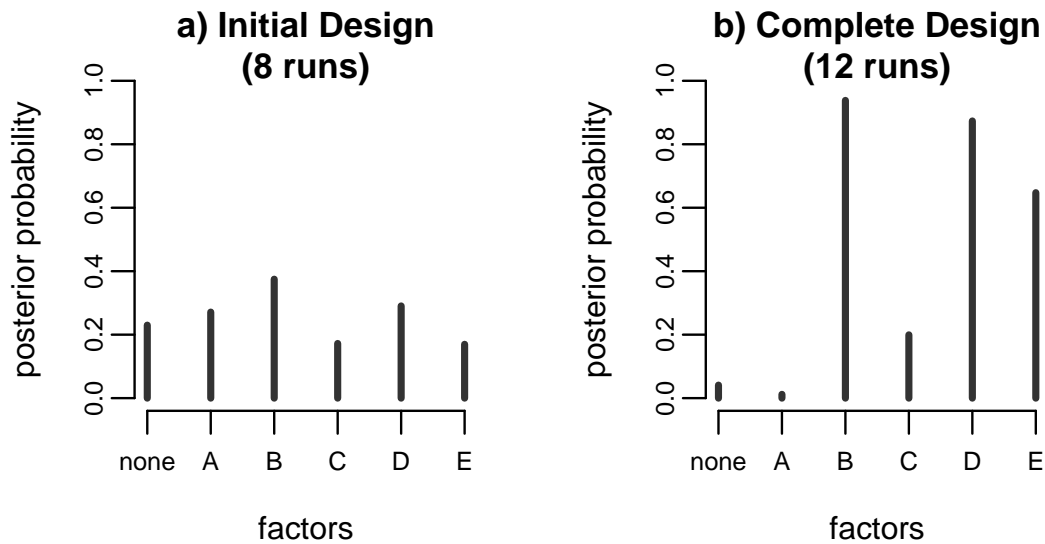 a) Initial Design
(8 runs)
posterior probability
1.0
0.8
0.6
0.4
0.2
0.0
none A B C D E
factors
b) Complete Design
(12 runs)
posterior probability
1.0
0.8
0.6
0.4
0.2
0.0
none A B C D E
factors